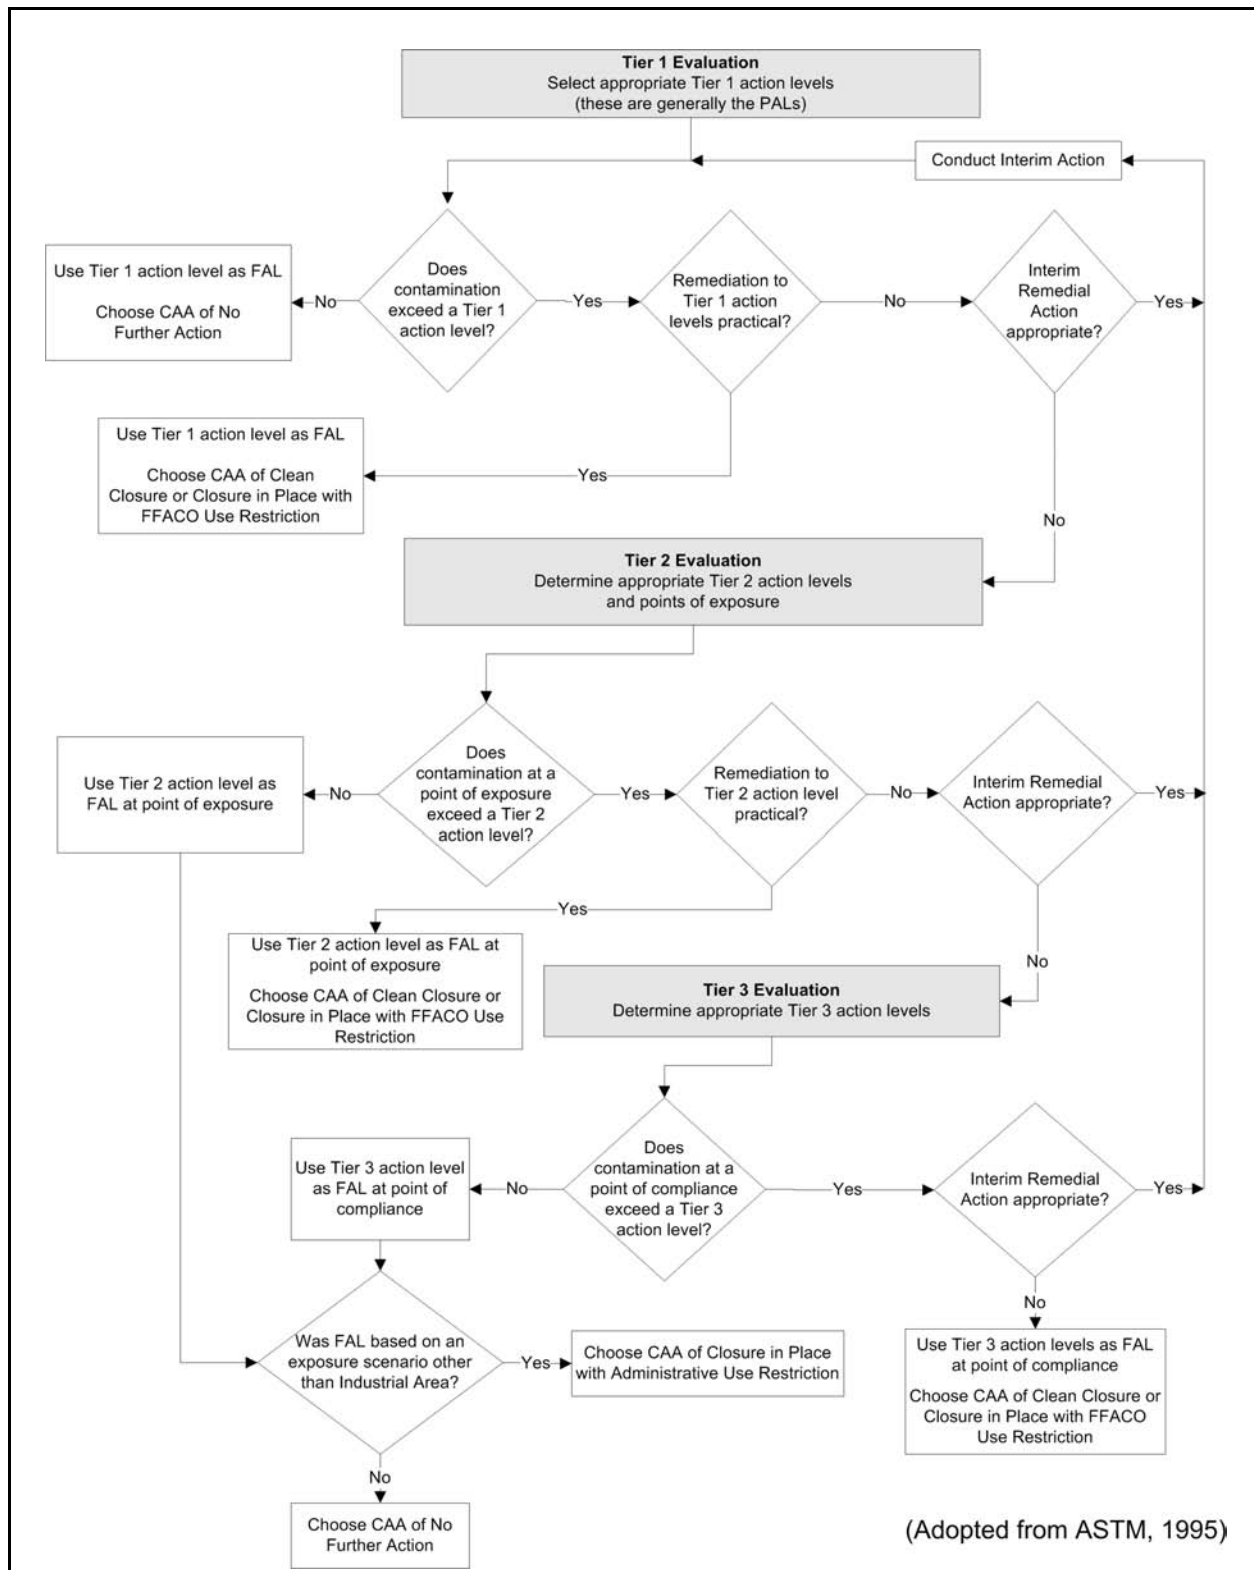 Tier 1 Evaluation
Select appropriate Tier 1 action levels
(these are generally the PALs)
Conduct Interim Action
Does
contamination
exceed a Tier 1
action level?
No
Use Tier 1 action level as FAL
Choose CAA of No
Further Action
Yes
Remediation to
Tier 1 action
levels practical?
No
Interim
Remedial
Action
appropriate?
Yes
Yes
Use Tier 1 action level as FAL
Choose CAA of Clean
Closure or Closure in Place with
FFACO Use Restriction
No
Tier 2 Evaluation
Determine appropriate Tier 2 action levels
and points of exposure
Does
contamination at a
point of exposure
exceed a Tier 2
action level?
No
Use Tier 2 action level as
FAL at point of exposure
Yes
Remediation to
Tier 2 action level
practical?
No
Interim Remedial
Action appropriate?
Yes
Yes
Use Tier 2 action level as FAL at
point of exposure
Choose CAA of Clean Closure or
Closure in Place with FFACO Use
Restriction
No
Tier 3 Evaluation
Determine appropriate Tier 3 action levels
Does
contamination at a
point of compliance
exceed a Tier 3
action level?
No
Use Tier 3 action level
as FAL at point of
compliance
Yes
Interim Remedial
Action appropriate?
Yes
No
Use Tier 3 action levels as FAL
at point of compliance
Choose CAA of Clean Closure or
Closure in Place with FFACO
Use Restriction
Was FAL based on an
exposure scenario other
than Industrial Area?
Yes
Choose CAA of Closure in Place
with Administrative Use Restriction
No
Choose CAA of No
Further Action
(Adopted from ASTM, 1995)